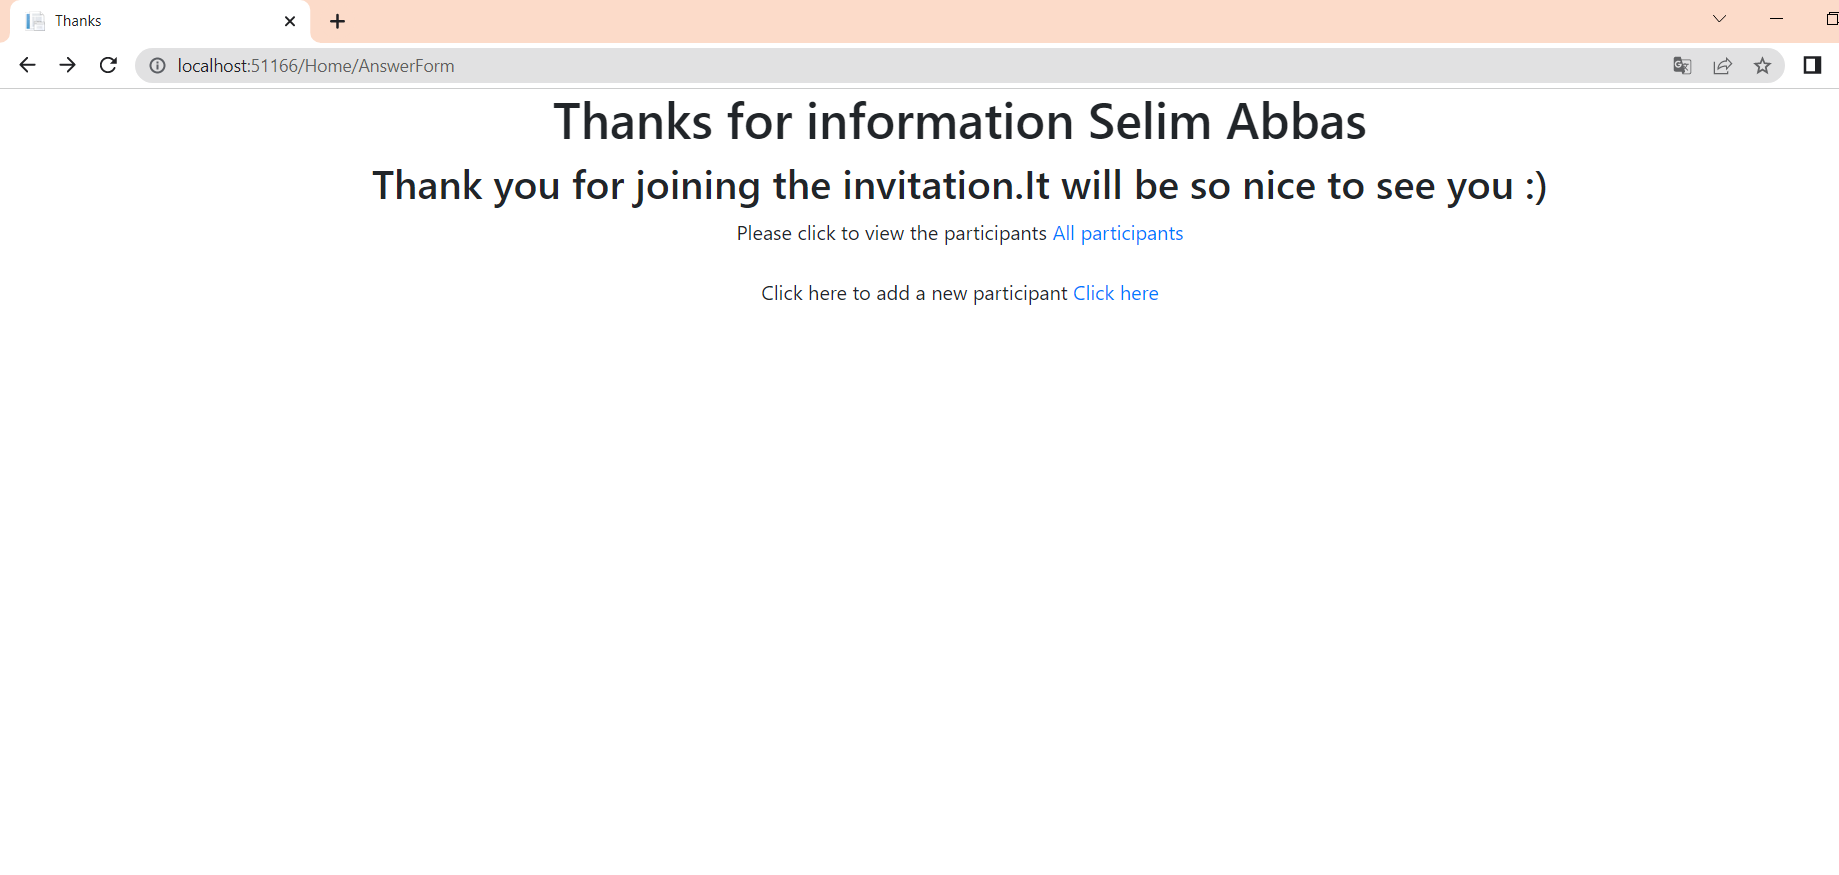 Thanks
localhost:51166/Home/AnswerForm
Thanks for information Selim Abbas
Thank you for joining the invitation.It will be so nice to see you :)
Please click to view the participants All participants
Click here to add a new participant Click here